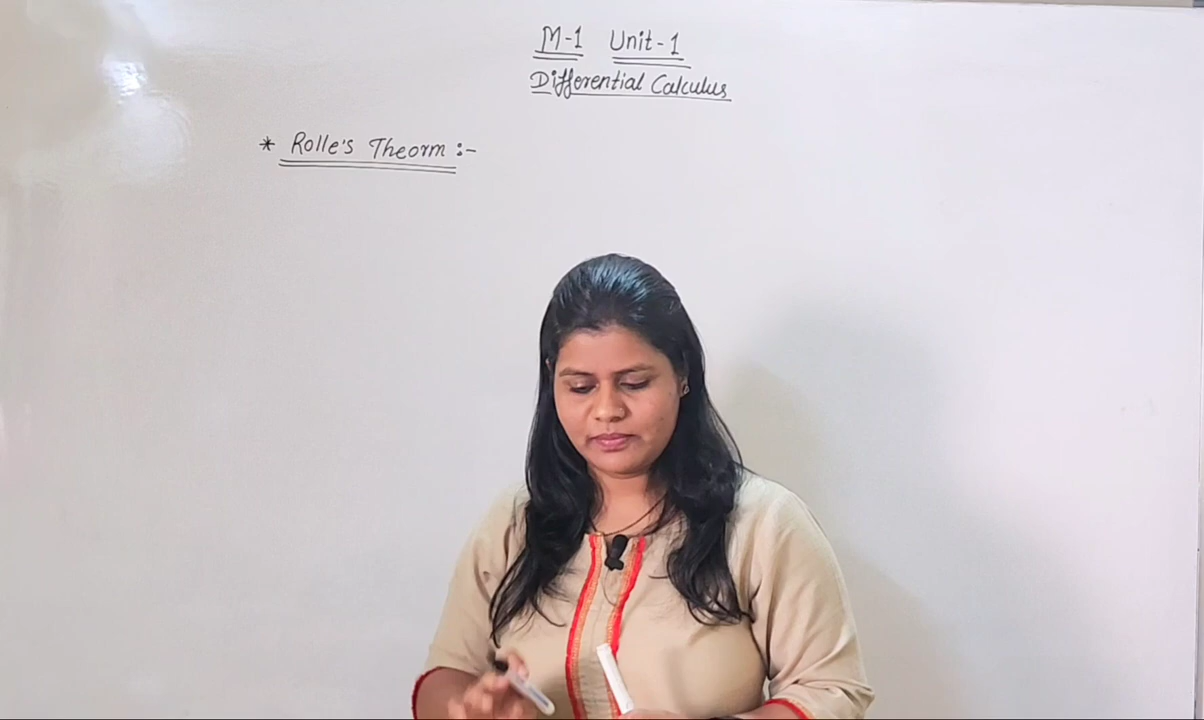 M-1 Unit-1
Differential Calculus
* Rolle's Theorm :-